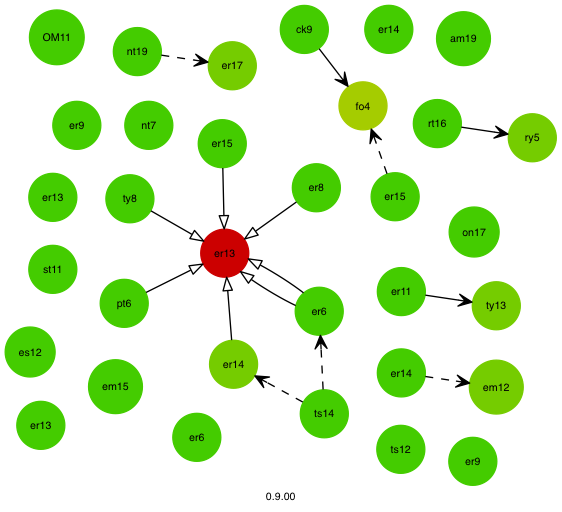 OM11
nt19
er17
ck9
er14
am19
fo4
er9
nt7
er15
rt16
ry5
er13
ty8
er8
er15
on17
er13
st11
pt6
er6
er11
ty13
es12
em15
er14
er14
em12
er13
er6
ts14
ts12
er9
0.9.00